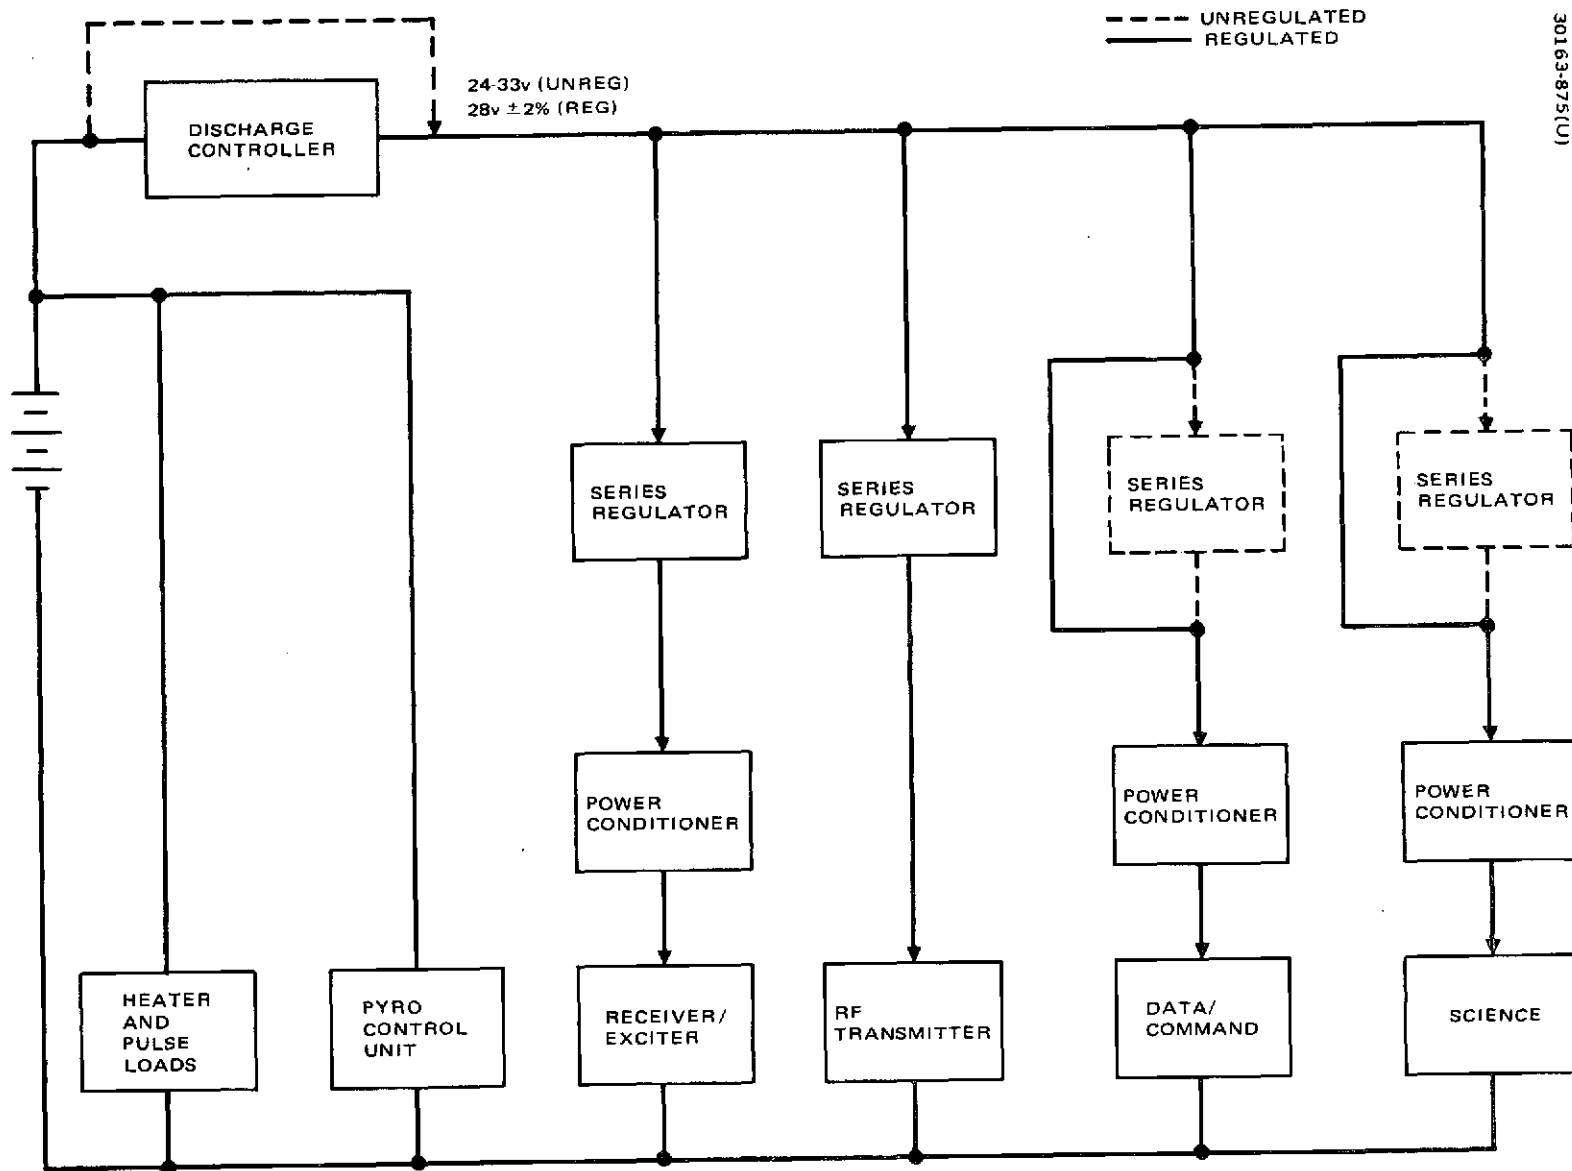 UNREGULATED
REGULATED
30163-875(U)
24-33v (UNREG)
28v ±2% (REG)
DISCHARGE
CONTROLLER
SERIES
REGULATOR
SERIES
REGULATOR
SERIES
REGULATOR
SERIES
REGULATOR
POWER
CONDITIONER
POWER
CONDITIONER
POWER
CONDITIONER
HEATER
AND
PULSE
LOADS
PYRO
CONTROL
UNIT
RECEIVER/
EXCITER
RF
TRANSMITTER
DATA/
COMMAND
SCIENCE